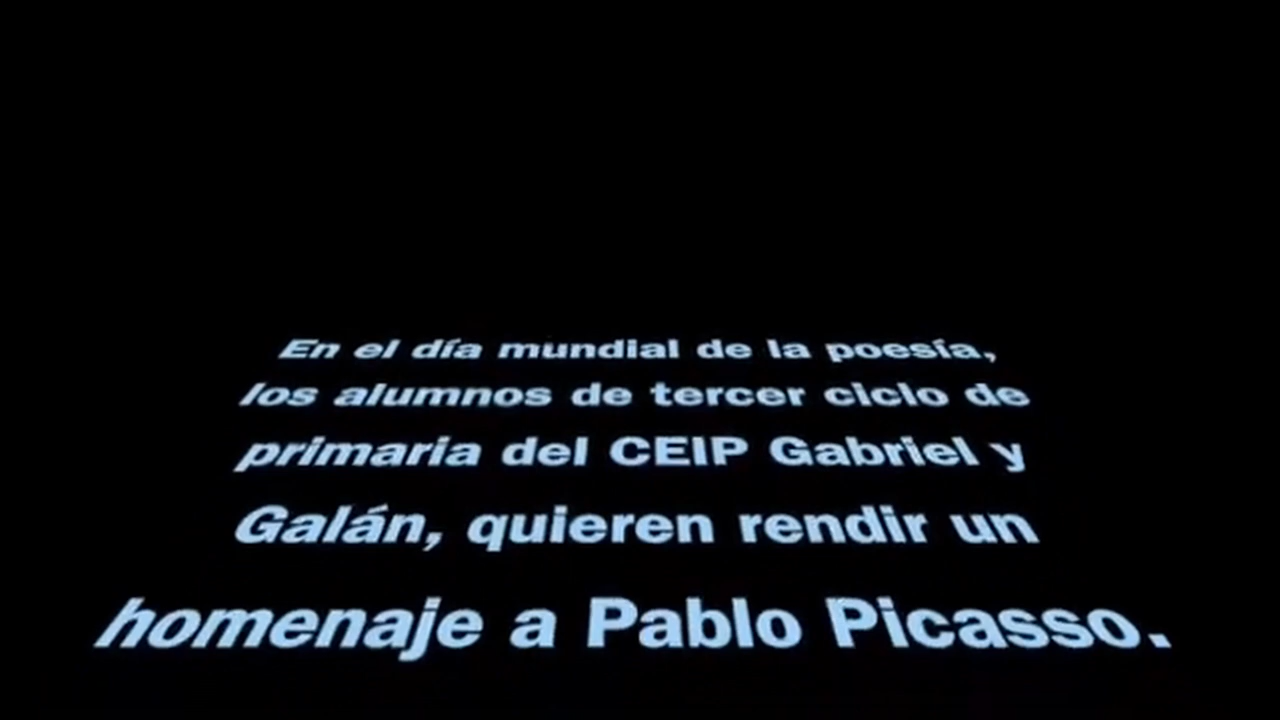 En el día mundial de la poesía,
los alumnos de tercer ciclo de
primaria del CEIP Gabriel y
Galán, quieren rendir un
homenaje a Pablo Picasso.